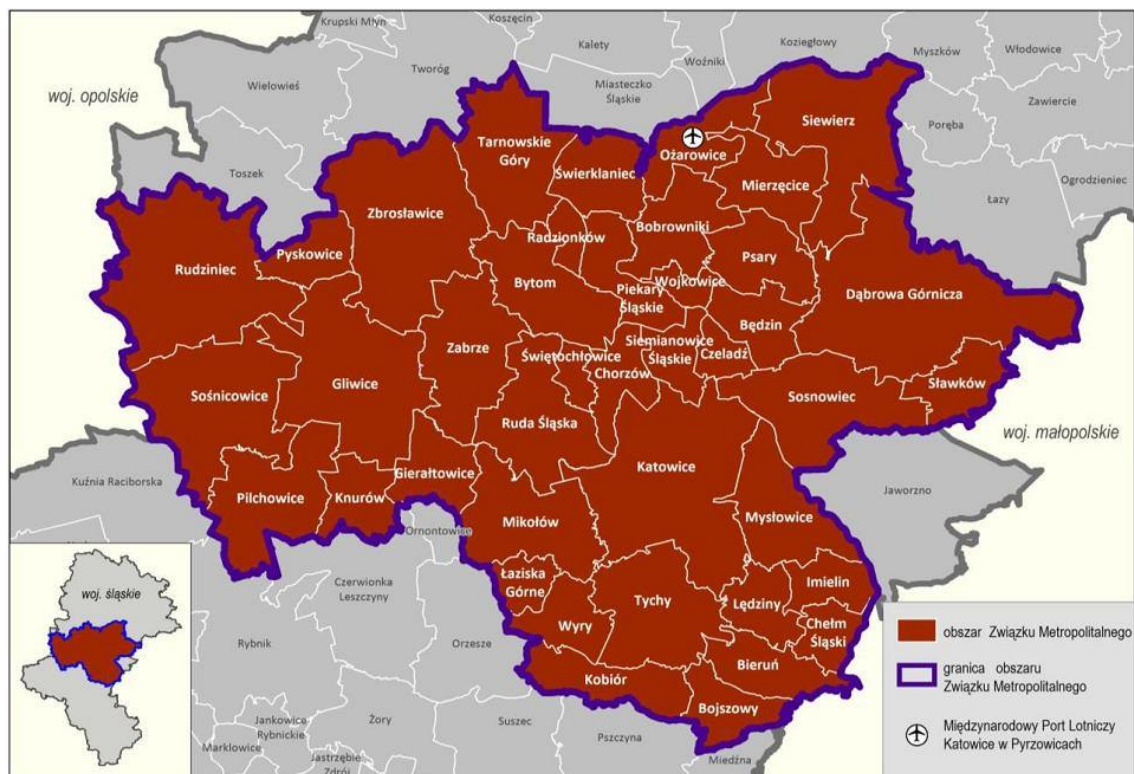 Krupski Młyn
Koszęcin
Kalety
Woźniki
Koziegłowy
Myszków
Włodowice
Tworóg
Wielowieś
Miasteczko
Śląskie
woj. opolskie
Zawiercie
Poręba
Siewierz
Tarnowskie
Góry
Ożarowice
Świerklaniec
Mierzęcice
Toszek
Ogrodzieniec
Łazy
Zbrosławice
Radzionków
Bobrowniki
Pyskowice
Psary
Rudziniec
Bytom
Wojkowice
Piekary
Śląskie
Dąbrowa Górnicza
Będzin
Zabrze
Siemianowice
Śląskie
Czeladź
Świętochłowice
Chorzów
Gliwice
Sośnicowice
Sławków
Sosnowiec
Ruda Śląska
woj. małopolskie
Katowice
Gierałtowice
Kuźnia Raciborska
Pilchowice
Knurów
Jaworzno
Mikołów
Mysłowice
Ornontowice
Łaziska
Górne
Imielin
Czerwionka
Leszczyny
Tychy
Lędziny
woj. śląskie
Chełm
Śląski
Wyry
Rybnik
Orzesze
Bieruń
Kobiór
Bojszowy
Jankowice
Rybnickie
Żory
Suszec
Pszczyna
Marklowice
Jastrzębie
Zdrój
Miedźna
obszar Związku Metropolitalnego
granica obszaru
Związku Metropolitalnego
Międzynarodowy Port Lotniczy
Katowice w Pyrzowicach